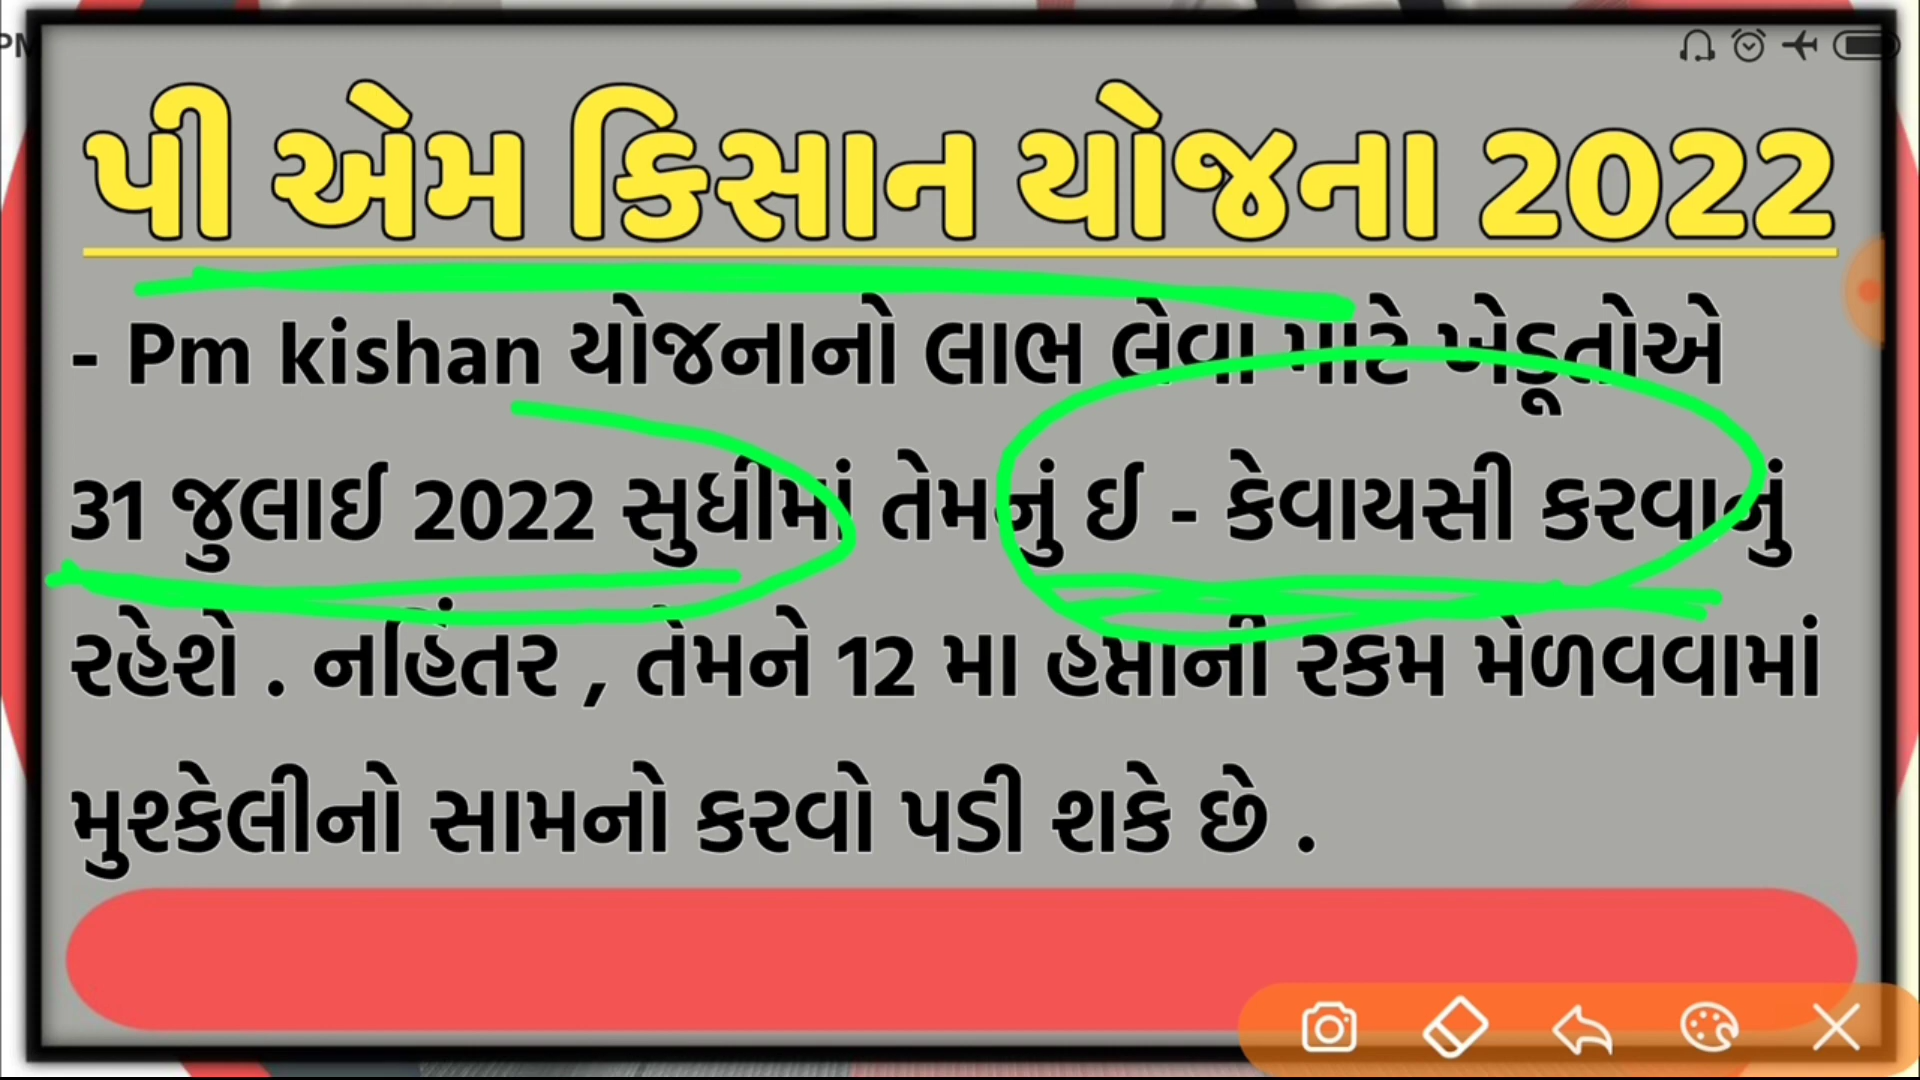 PM
પી એમ કિસાન યોજના 2022
- Pm kishan યોજનાનો લાભ લેવા માટે ખેડૂતોએ
31 જુલાઈ 2022 સુધીમાં તેમનું ઈ - કેવાયસી કરવાનું
રહેશે . નહિંતર , તેમને 12 મા હપ્તાની રકમ મેળવવામાં
મુશ્કેલીનો સામનો કરવો પડી શકે છે .